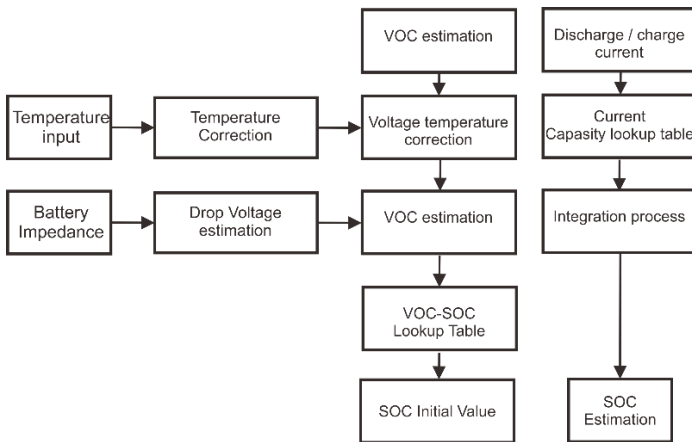 VOC estimation
Discharge / charge
current
Temperature
input
Temperature
Correction
Voltage temperature
correction
Current
Capasity lookup table
Battery
Impedance
Drop Voltage
estimation
VOC estimation
Integration process
VOC-SOC
Lookup Table
SOC Initial Value
SOC
Estimation